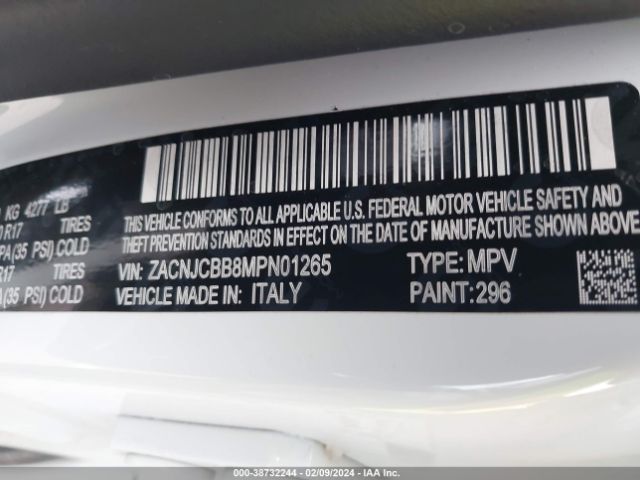 KG 4277 LB
R17 TIRES
PA(35 PSI) COLD
R17 TIRES
(35 PSI) COLD
THIS VEHICLE CONFORMS TO ALL APPLICABLE U.S. FEDERAL MOTOR VEHICLE SAFETY AND
THEFT PREVENTION STANDARDS IN EFFECT ON THE DATE OF MANUFACTURE SHOWN ABOVE
VIN: ZACNJCBB8MPN01265 TYPE: MPV
VEHICLE MADE IN: ITALY PAINT: 296
000-38732244 - 02/09/2024 - IAA Inc.